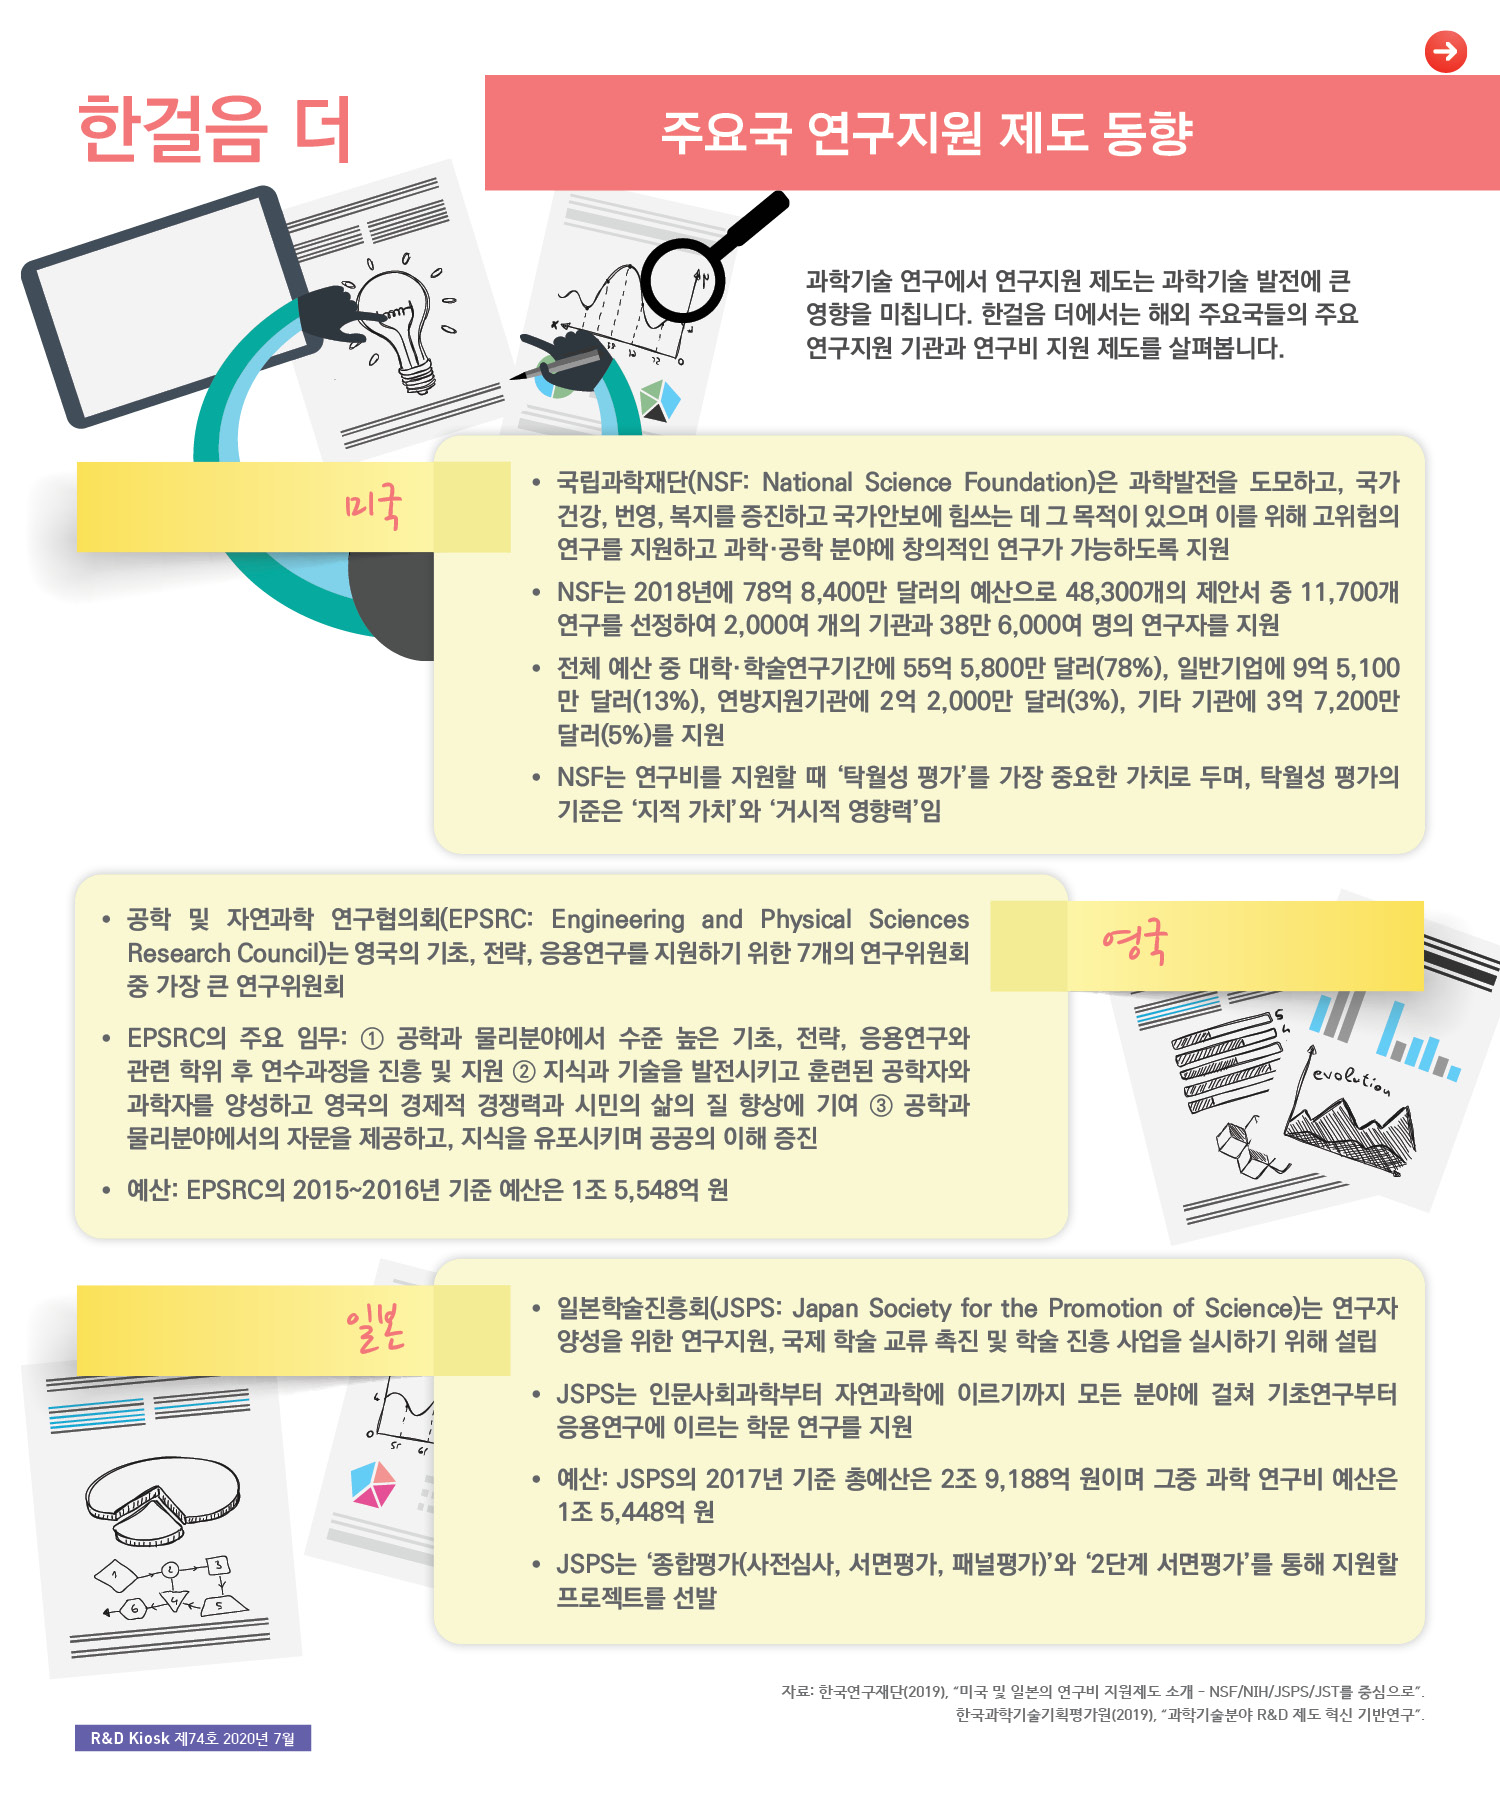 한걸음 더
주요국 연구지원 제도 동향
과학기술 연구에서 연구지원 제도는 과학기술 발전에 큰
영향을 미칩니다. 한걸음 더에서는 해외 주요국들의 주요
연구지원 기관과 연구비 지원 제도를 살펴봅니다.
미국
• 국립과학재단(NSF: National Science Foundation)은 과학발전을 도모하고, 국가
건강, 번영, 복지를 증진하고 국가안보에 힘쓰는 데 그 목적이 있으며 이를 위해 고위험의
연구를 지원하고 과학·공학 분야에 창의적인 연구가 가능하도록 지원
• NSF는 2018년에 78억 8,400만 달러의 예산으로 48,300개의 제안서 중 11,700개
연구를 선정하여 2,000여 개의 기관과 38만 6,000여 명의 연구자를 지원
• 전체 예산 중 대학·학술연구기간에 55억 5,800만 달러(78%), 일반기업에 9억 5,100
만 달러(13%), 연방지원기관에 2억 2,000만 달러(3%), 기타 기관에 3억 7,200만
달러(5%)를 지원
• NSF는 연구비를 지원할 때 ‘탁월성 평가’를 가장 중요한 가치로 두며, 탁월성 평가의
기준은 ‘지적 가치’와 ‘거시적 영향력’임
영국
• 공학 및 자연과학 연구협의회(EPSRC: Engineering and Physical Sciences
Research Council)는 영국의 기초, 전략, 응용연구를 지원하기 위한 7개의 연구위원회
중 가장 큰 연구위원회
• EPSRC의 주요 임무: ① 공학과 물리분야에서 수준 높은 기초, 전략, 응용연구와
관련 학위 후 연수과정을 진흥 및 지원 ② 지식과 기술을 발전시키고 훈련된 공학자와
과학자를 양성하고 영국의 경제적 경쟁력과 시민의 삶의 질 향상에 기여 ③ 공학과
물리분야에서의 자문을 제공하고, 지식을 유포시키며 공공의 이해 증진
• 예산: EPSRC의 2015~2016년 기준 예산은 1조 5,548억 원
5
4
evolution
일본
• 일본학술진흥회(JSPS: Japan Society for the Promotion of Science)는 연구자
양성을 위한 연구지원, 국제 학술 교류 촉진 및 학술 진흥 사업을 실시하기 위해 설립
• JSPS는 인문사회과학부터 자연과학에 이르기까지 모든 분야에 걸쳐 기초연구부터
응용연구에 이르는 학문 연구를 지원
• 예산: JSPS의 2017년 기준 총예산은 2조 9,188억 원이며 그중 과학 연구비 예산은
1조 5,448억 원
• JSPS는 ‘종합평가(사전심사, 서면평가, 패널평가)’와 ‘2단계 서면평가’를 통해 지원할
프로젝트를 선발
1 2 3
6 4 5
자료: 한국연구재단(2019), “미국 및 일본의 연구비 지원제도 소개 - NSF/NIH/JSPS/JST를 중심으로”.
한국과학기술기획평가원(2019), “과학기술분야 R&D 제도 혁신 기반연구”.
R&D Kiosk 제74호 2020년 7월